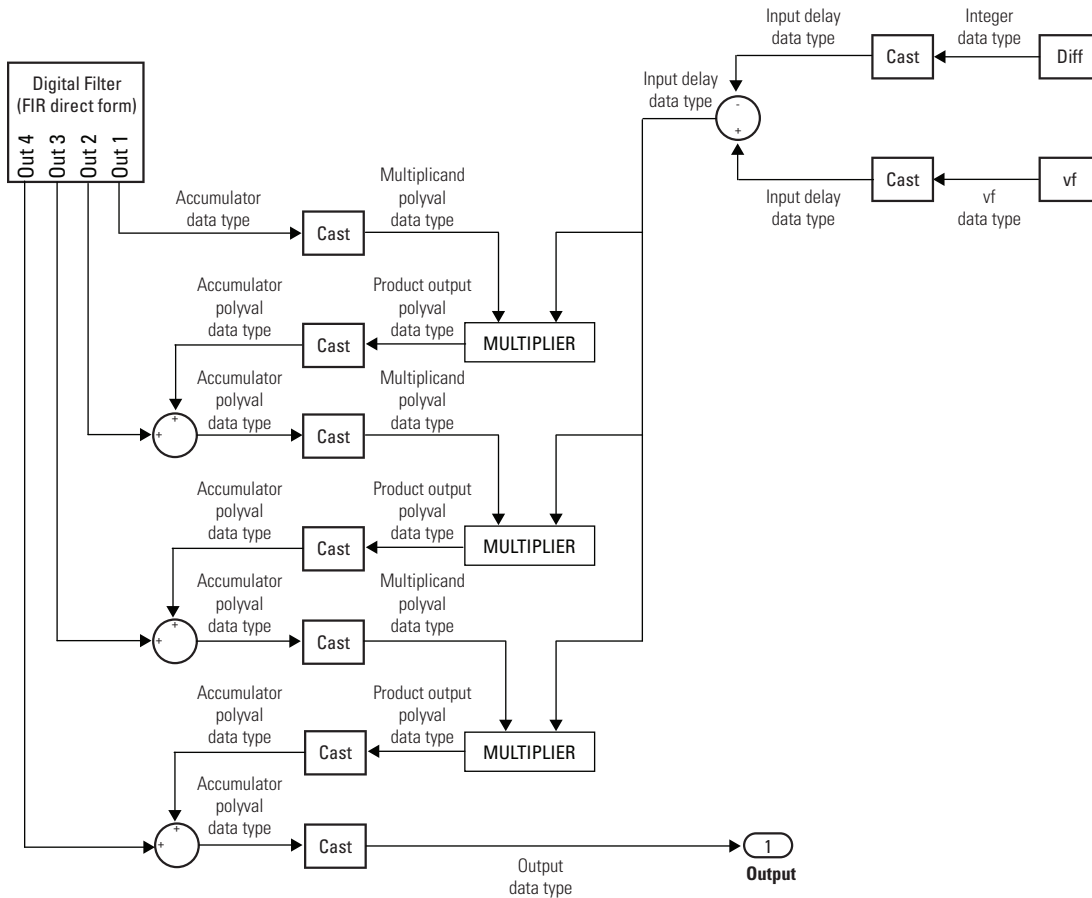 Input delay
data type
Integer
data type
Cast
Diff
Digital Filter
(FIR direct form)
Out 4
Out 3
Out 2
Out 1
Input delay
data type
-
+
Cast
vf
Input delay
data type
vf
data type
Accumulator
data type
Multiplicand
polyval
data type
Cast
Accumulator
polyval
data type
Product output
polyval
data type
Cast
MULTIPLIER
Accumulator
polyval
data type
Multiplicand
polyval
data type
+
+
Cast
Accumulator
polyval
data type
Product output
polyval
data type
Cast
MULTIPLIER
Accumulator
polyval
data type
Multiplicand
polyval
data type
+
+
Cast
Accumulator
polyval
data type
Product output
polyval
data type
Cast
MULTIPLIER
Accumulator
polyval
data type
+
+
Cast
1
Output
data type
Output